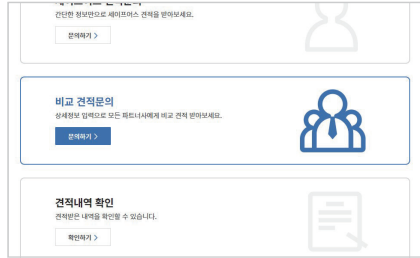 간단한 정보만으로 세이프어스 견적을 받아보세요.
문의하기 >
비교 견적문의
상세정보 입력으로 모든 파트너사에게 비교 견적 받아보세요.
문의하기 >
견적내역 확인
견적받은 내역을 확인할 수 있습니다.
확인하기 >